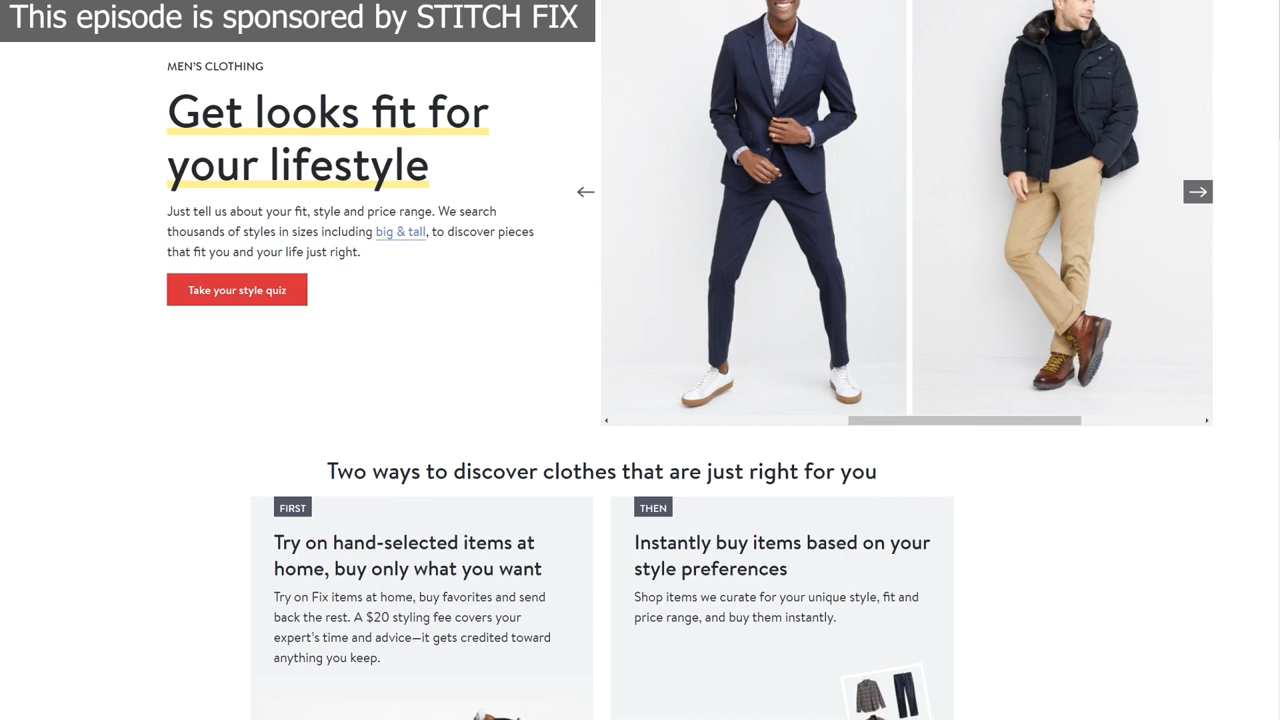 This episode is sponsored by STITCH FIX
MEN'S CLOTHING
Get looks fit for
your lifestyle
Just tell us about your fit, style and price range. We search
thousands of styles in sizes including big & tall, to discover pieces
that fit you and your life just right.
Take your style quiz
Two ways to discover clothes that are just right for you
FIRST
Try on hand-selected items at
home, buy only what you want
Try on Fix items at home, buy favorites and send
back the rest. A $20 styling fee covers your
expert's time and advice—it gets credited toward
anything you keep.
THEN
Instantly buy items based on your
style preferences
Shop items we curate for your unique style, fit and
price range, and buy them instantly.